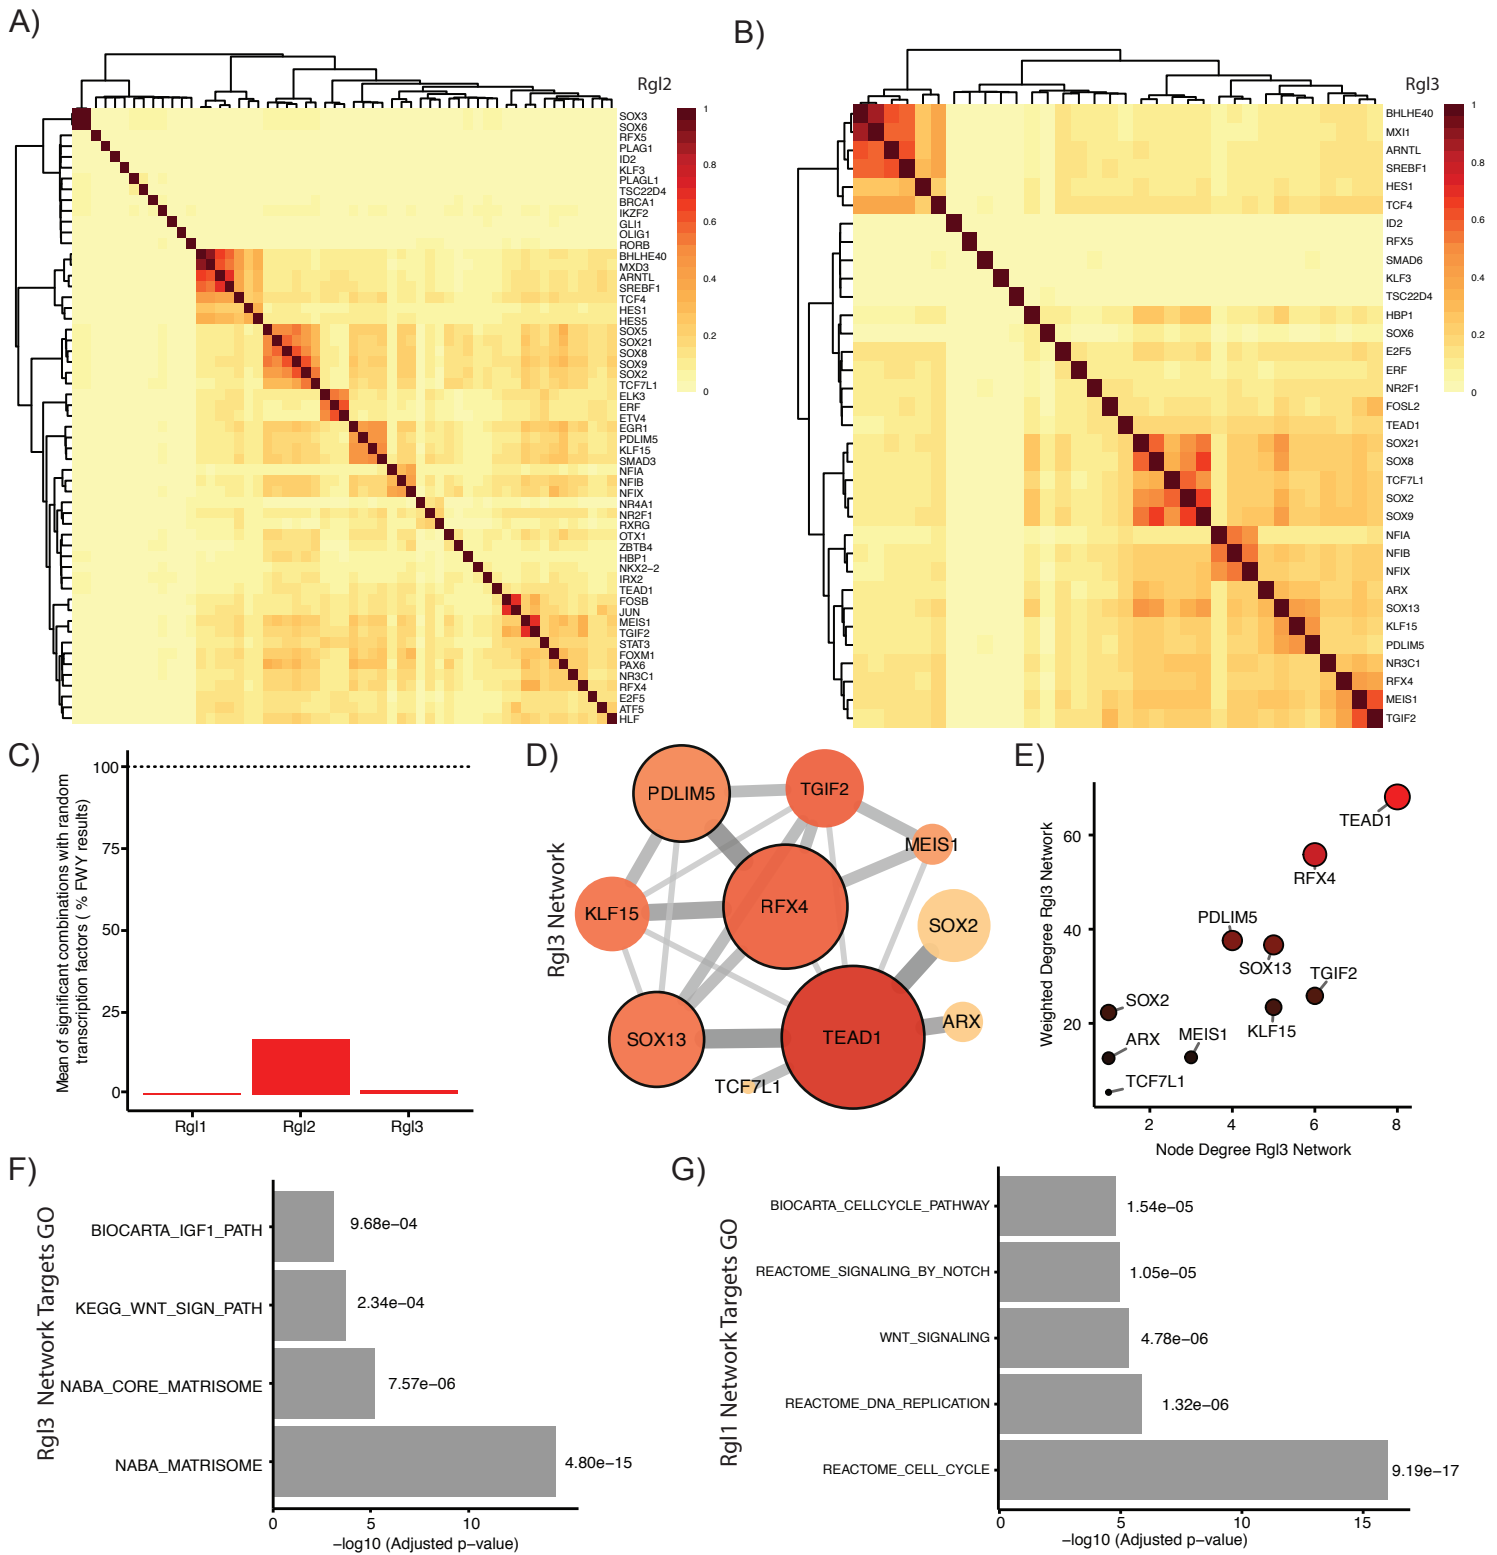 A)
Rgl2
1
0.8
0.6
0.4
0.2
0
SOX3
SOX6
RFX5
PLAG1
ID2
KLF3
PLAGL1
TSC22D4
BRCA1
IKZF2
GLI1
OLIG1
RORB
BHLHE40
MXD3
ARNTL
SREBF1
TCF4
HES1
HES5
SOX5
SOX21
SOX8
SOX9
SOX2
TCF7L1
ELK3
ERF
ETV4
EGR1
PDLIM5
KLF15
SMAD3
NFIA
NFIB
NFIX
NR4A1
NR2F1
RXRG
OTX1
ZBTB4
HBP1
NKX2−2
IRX2
TEAD1
FOSB
JUN
MEIS1
TGIF2
STAT3
FOXM1
PAX6
NR3C1
RFX4
E2F5
ATF5
HLF
B)
Rgl3
1
0.8
0.6
0.4
0.2
0
BHLHE40
MXI1
ARNTL
SREBF1
HES1
TCF4
ID2
RFX5
SMAD6
KLF3
TSC22D4
HBP1
SOX6
E2F5
ERF
NR2F1
FOSL2
TEAD1
SOX21
SOX8
TCF7L1
SOX2
SOX9
NFIA
NFIB
NFIX
ARX
SOX13
KLF15
PDLIM5
NR3C1
RFX4
MEIS1
TGIF2
C)
Mean of significant combinations with random
transcription factors ( % FWY results)
100
75
50
25
0
Rgl1
Rgl2
Rgl3
D)
Rgl3 Network
PDLIM5
TGIF2
MEIS1
KLF15
RFX4
SOX2
SOX13
TEAD1
ARX
TCF7L1
E)
Weighted Degree Rgl3 Network
60
40
20
TEAD1
RFX4
PDLIM5
SOX13
TGIF2
KLF15
SOX2
ARX
MEIS1
TCF7L1
2
4
6
8
Node Degree Rgl3 Network
F)
Rgl3 Network Targets GO
BIOCARTA_IGF1_PATH
9.68e−04
KEGG_WNT_SIGN_PATH
2.34e−04
NABA_CORE_MATRISOME
7.57e−06
NABA_MATRISOME
4.80e−15
0
5
10
−log10 (Adjusted p−value)
G)
Rgl1 Network Targets GO
BIOCARTA_CELLCYCLE_PATHWAY
1.54e−05
REACTOME_SIGNALING_BY_NOTCH
1.05e−05
WNT_SIGNALING
4.78e−06
REACTOME_DNA_REPLICATION
1.32e−06
REACTOME_CELL_CYCLE
9.19e−17
0
5
10
15
−log10 (Adjusted p−value)